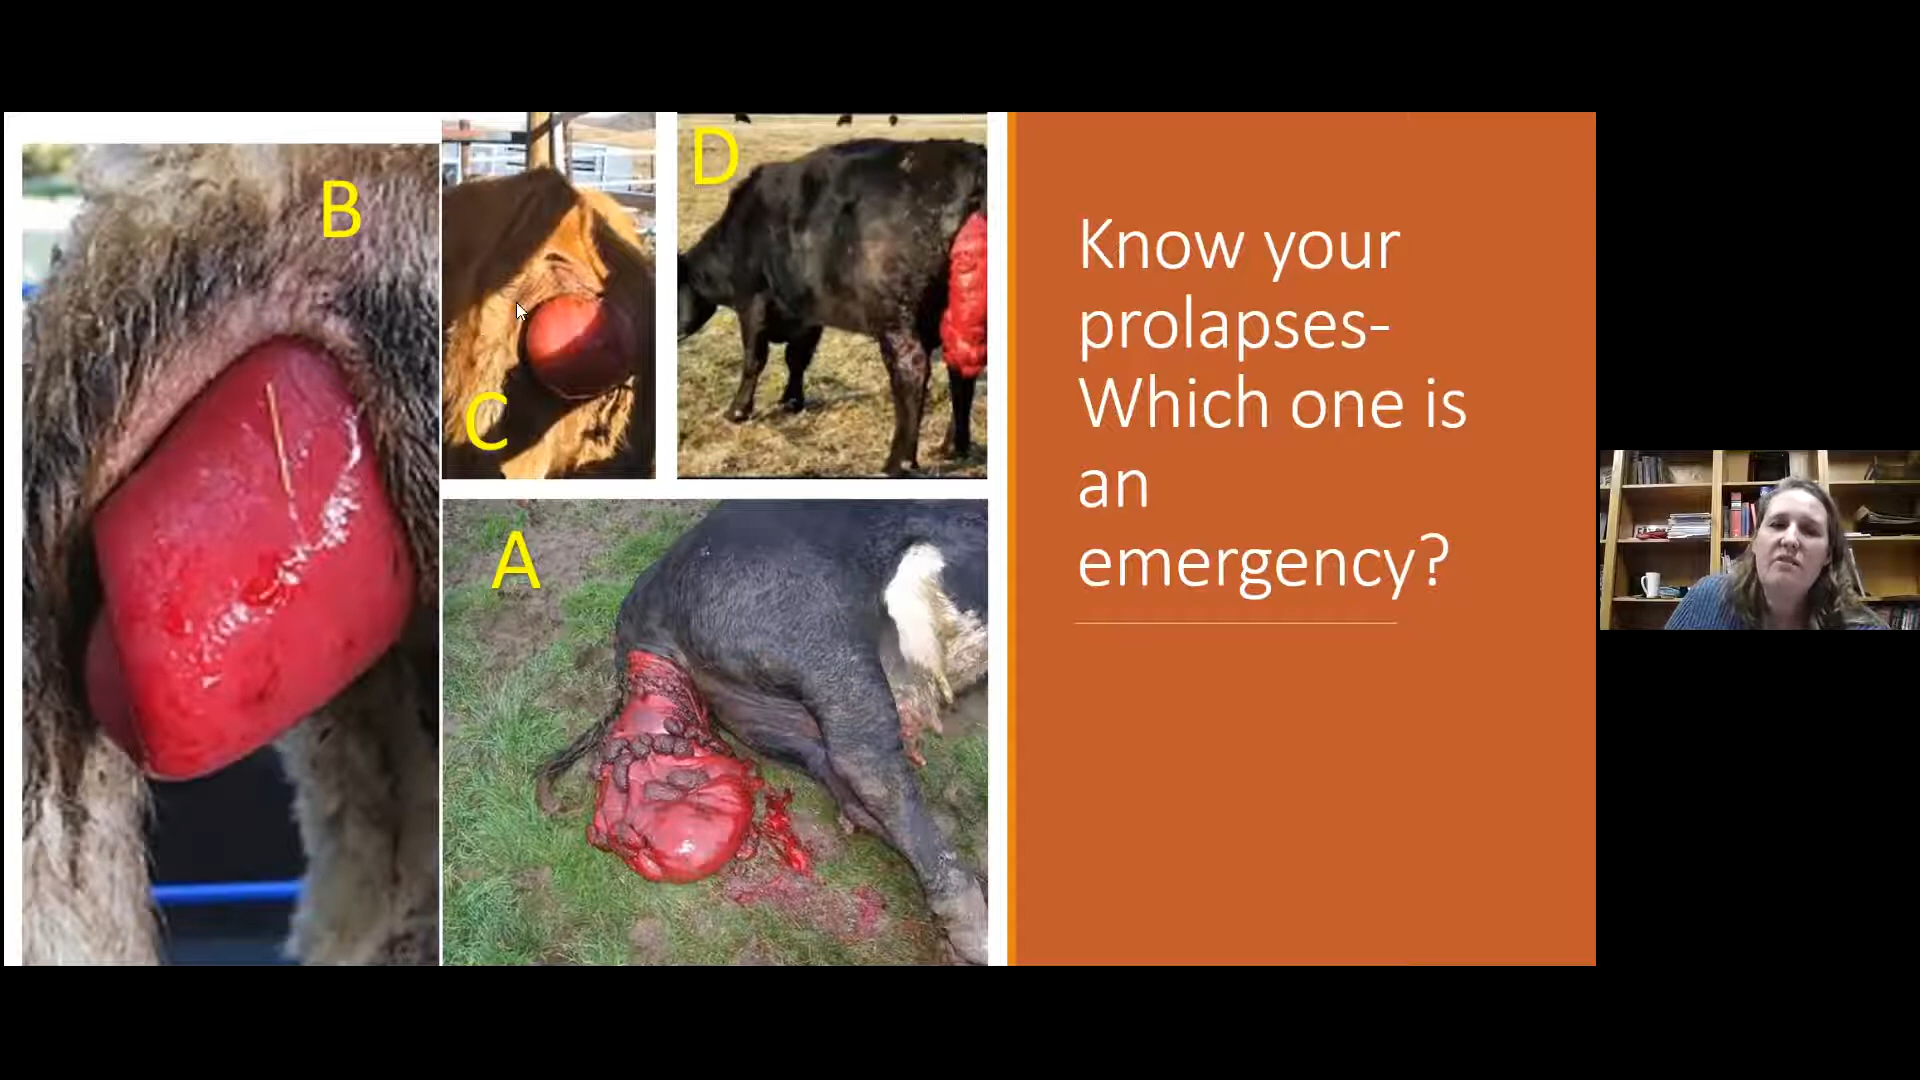 B
C
D
A
Know your
prolapses-
Which one is
an
emergency?